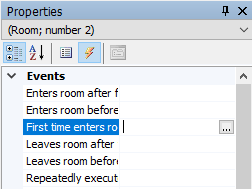 Properties
(Room; number 2)
Events
Enters room after f
Enters room before
First time enters ro
...
Leaves room after
Leaves room before
Repeatedly execut